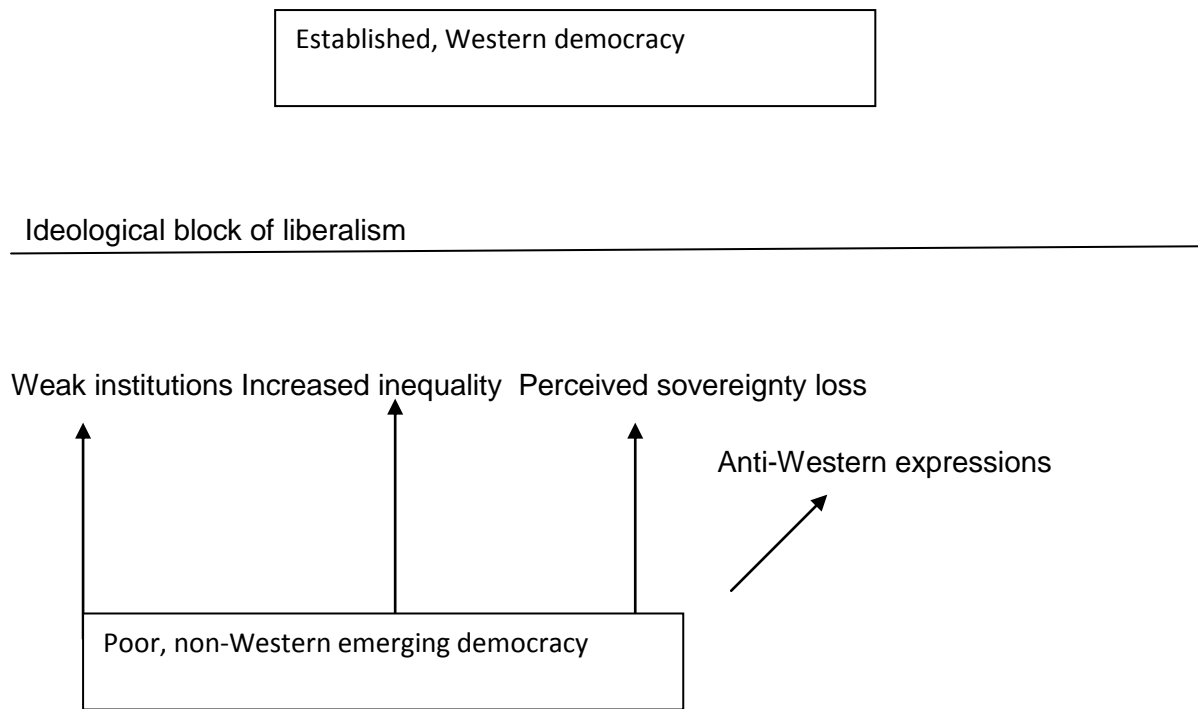 Established, Western democracy
Ideological block of liberalism
Weak institutions Increased inequality Perceived sovereignty loss
Anti-Western expressions
Poor, non-Western emerging democracy